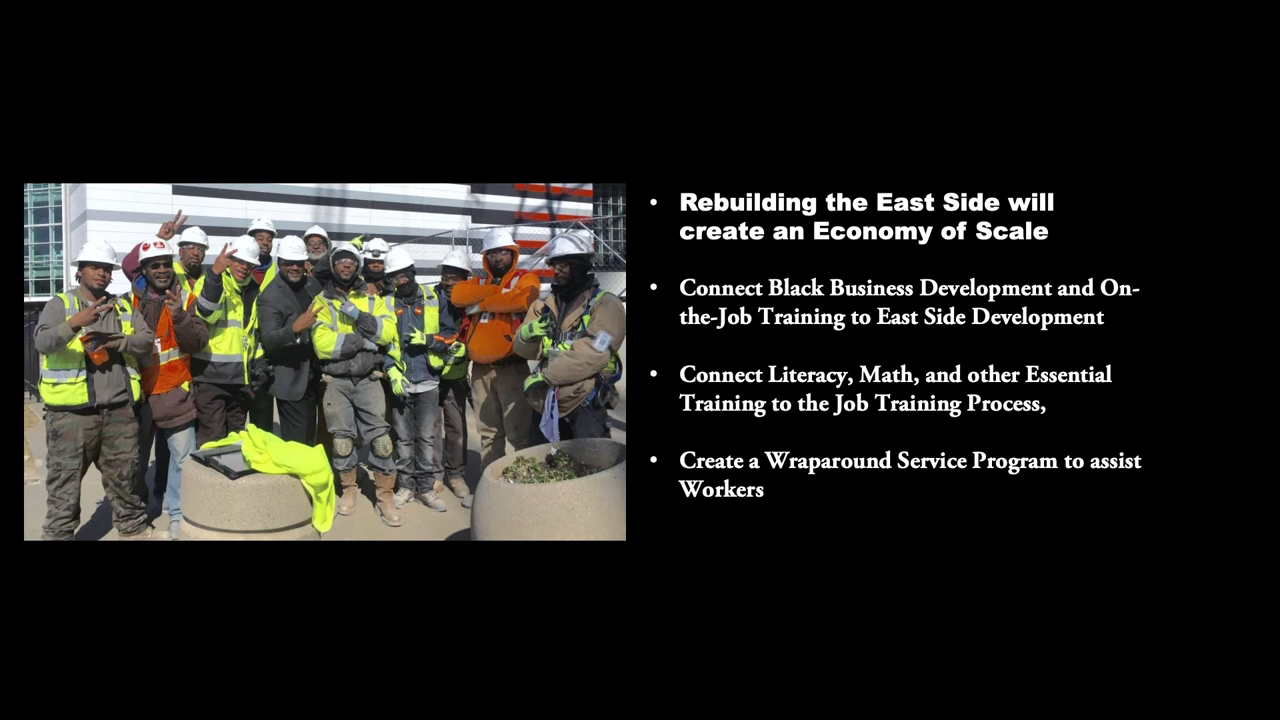 • Rebuilding the East Side will
create an Economy of Scale
• Connect Black Business Development and On-
the-Job Training to East Side Development
• Connect Literacy, Math, and other Essential
Training to the Job Training Process,
• Create a Wraparound Service Program to assist
Workers